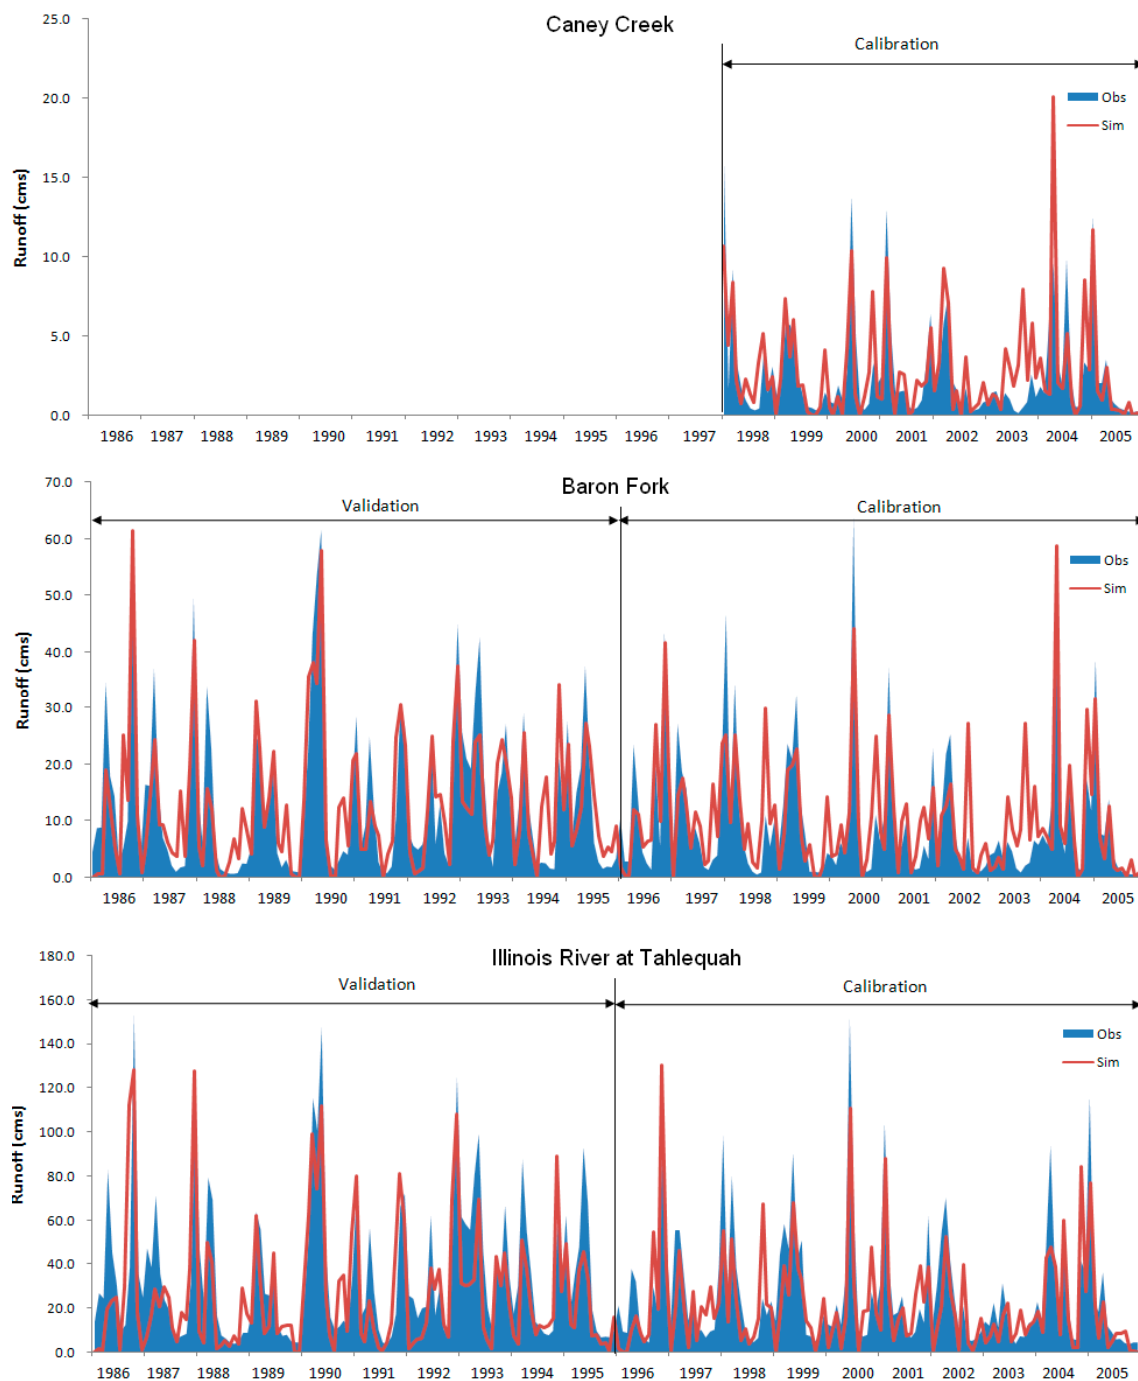 Caney Creek
25.0
20.0
15.0
10.0
5.0
0.0
Runoff (cms)
Calibration
Obs
Sim
1986 1987 1988 1989 1990 1991 1992 1993 1994 1995 1996 1997 1998 1999 2000 2001 2002 2003 2004 2005
Baron Fork
70.0
60.0
50.0
40.0
30.0
20.0
10.0
0.0
Runoff (cms)
Validation Calibration
Obs
Sim
1986 1987 1988 1989 1990 1991 1992 1993 1994 1995 1996 1997 1998 1999 2000 2001 2002 2003 2004 2005
Illinois River at Tahlequah
180.0
160.0
140.0
120.0
100.0
80.0
60.0
40.0
20.0
0.0
Runoff (cms)
Validation Calibration
Obs
Sim
1986 1987 1988 1989 1990 1991 1992 1993 1994 1995 1996 1997 1998 1999 2000 2001 2002 2003 2004 2005